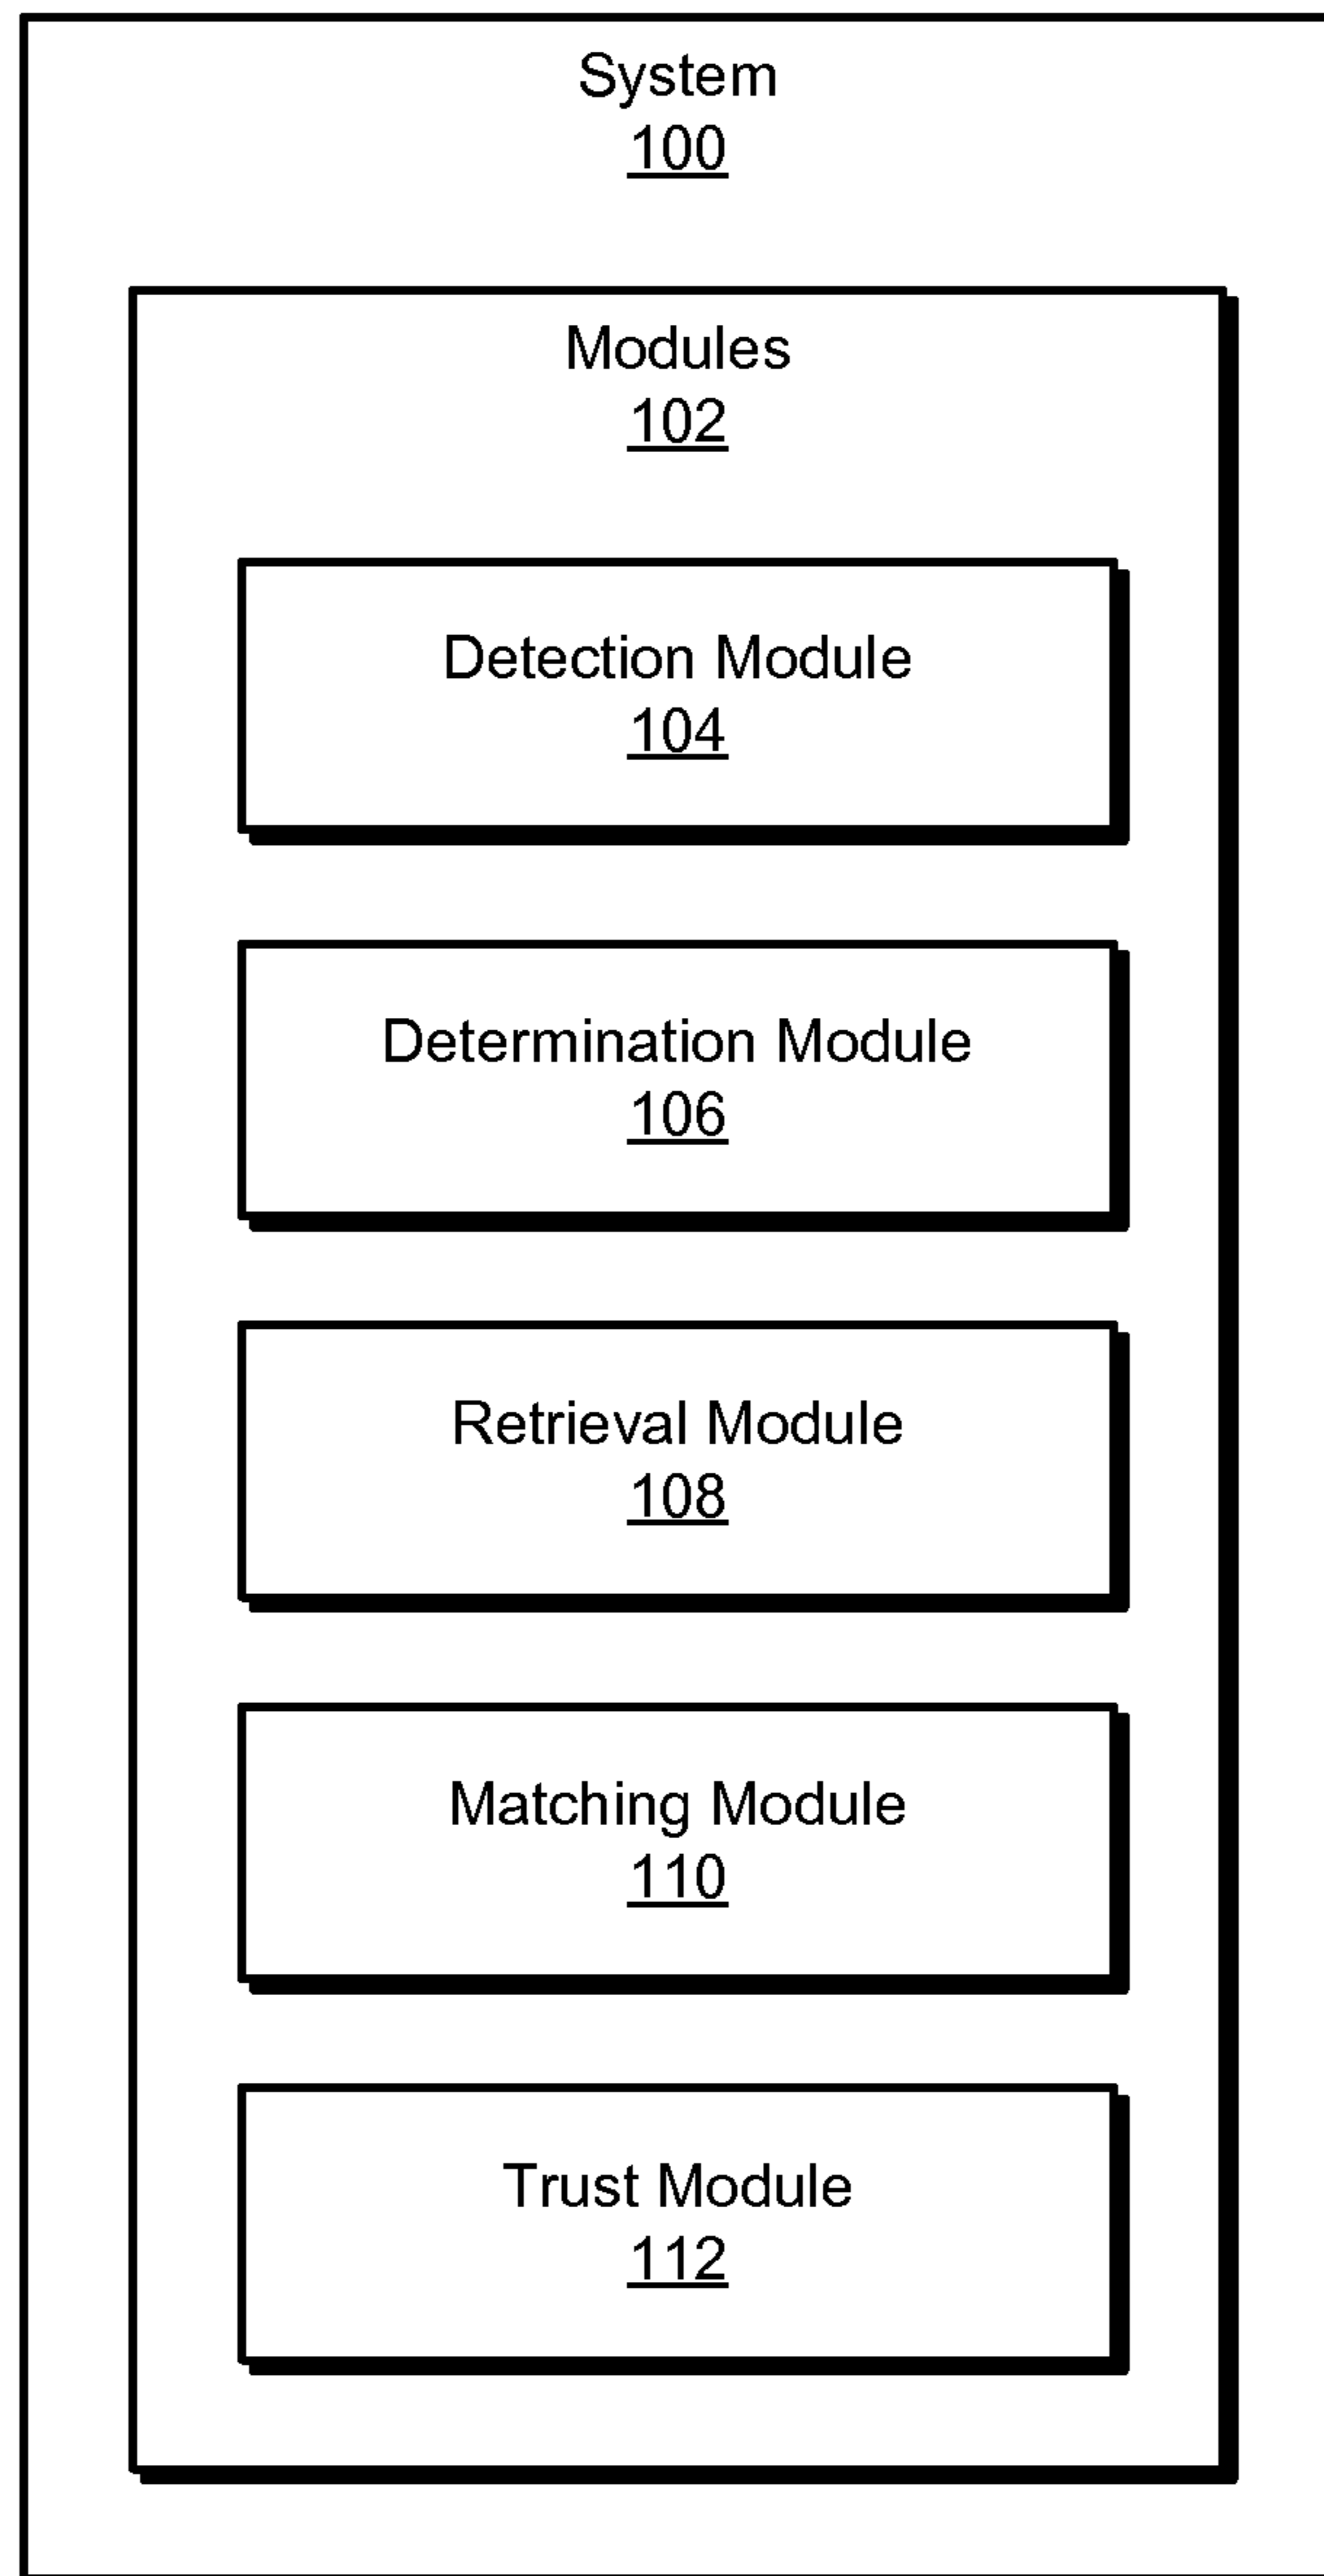 System
100
Modules
102
Detection Module
104
Determination Module
106
Retrieval Module
108
Matching Module
110
Trust Module
112